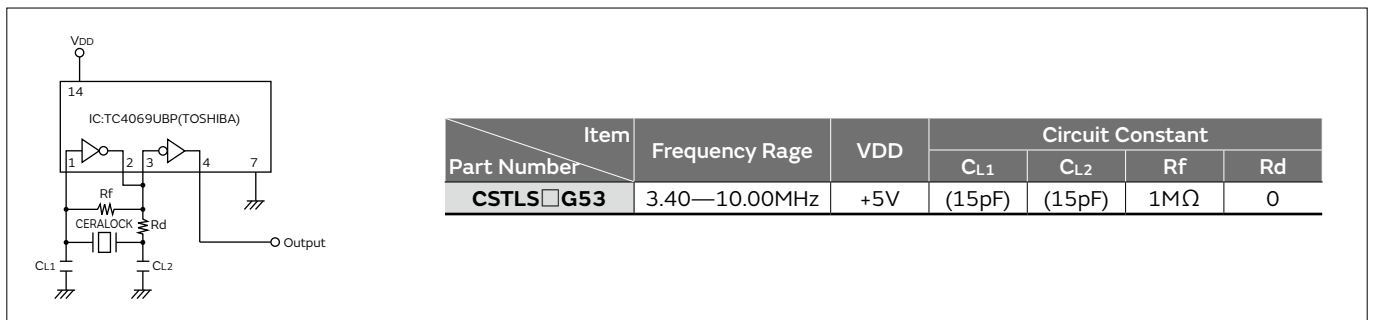 VDD
14
IC:TC4069UBP(TOSHIBA)
1 2 3 4 7
Rf
CERALOCK Rd
Output
CL1 CL2
Item
Part Number
Frequency Rage
VDD
Circuit Constant
CL1 CL2 Rf Rd
CSTLS□G53 3.40—10.00MHz +5V (15pF) (15pF) 1MΩ 0